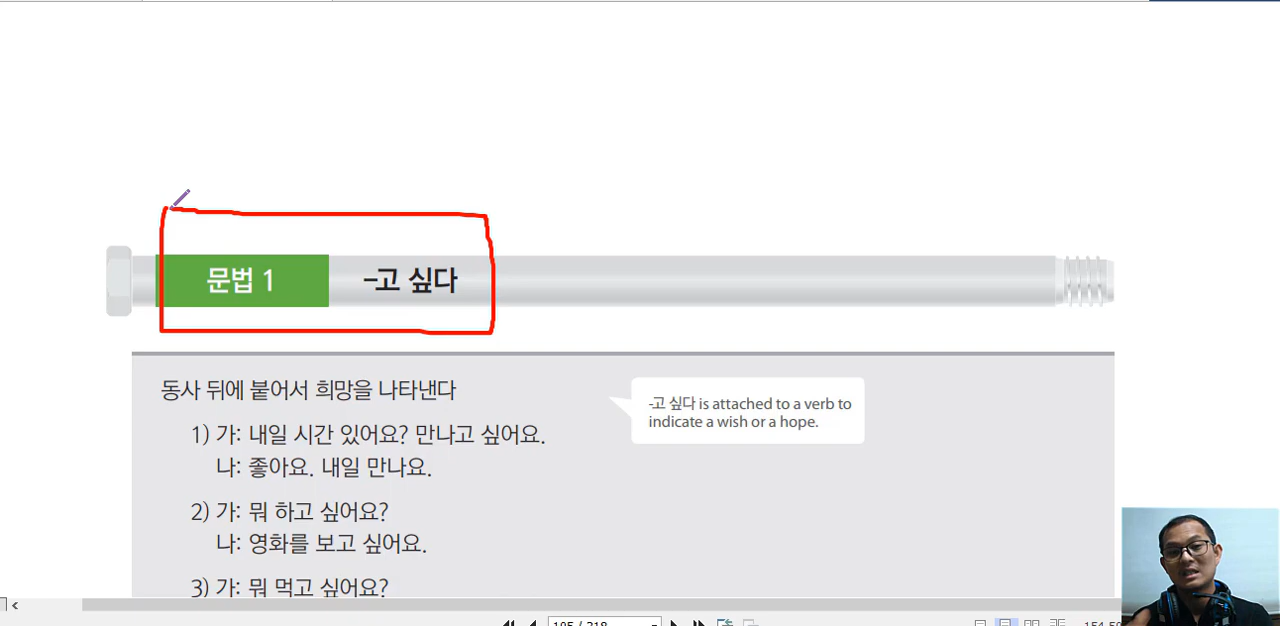 문법 1
-고 싶다
동사 뒤에 붙어서 희망을 나타낸다
-고 싶다 is attached to a verb to
indicate a wish or a hope.
1) 가: 내일 시간 있어요? 만나고 싶어요.
나: 좋아요. 내일 만나요.
2) 가: 뭐 하고 싶어요?
나: 영화를 보고 싶어요.
3) 가: 뭐 먹고 싶어요?